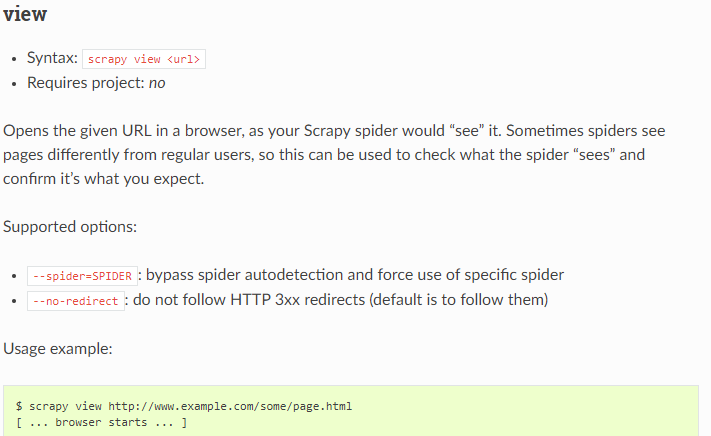 view
• Syntax: scrapy view <url>
• Requires project: no
Opens the given URL in a browser, as your Scrapy spider would “see” it. Sometimes spiders see
pages differently from regular users, so this can be used to check what the spider “sees” and
confirm it’s what you expect.
Supported options:
• --spider=SPIDER : bypass spider autodetection and force use of specific spider
• --no-redirect : do not follow HTTP 3xx redirects (default is to follow them)
Usage example:
$ scrapy view http://www.example.com/some/page.html
[ ... browser starts ... ]